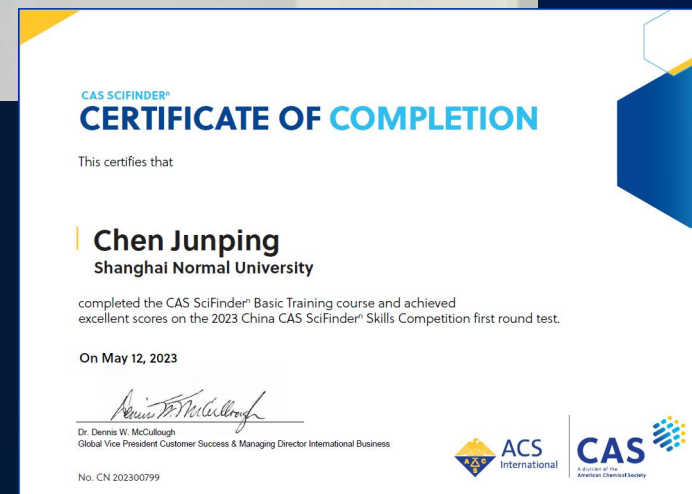 CAS SCIFINDERⁿ
CERTIFICATE OF COMPLETION
This certifies that
Chen Junping
Shanghai Normal University
completed the CAS SciFinderⁿ Basic Training course and achieved
excellent scores on the 2023 China CAS SciFinderⁿ Skills Competition first round test.
On May 12, 2023
Dennis W. McCullough
Dr. Dennis W. McCullough
Global Vice President Customer Success & Managing Director International Business
No. CN 202300799
ACS
International
CAS
A division of the
American Chemical Society